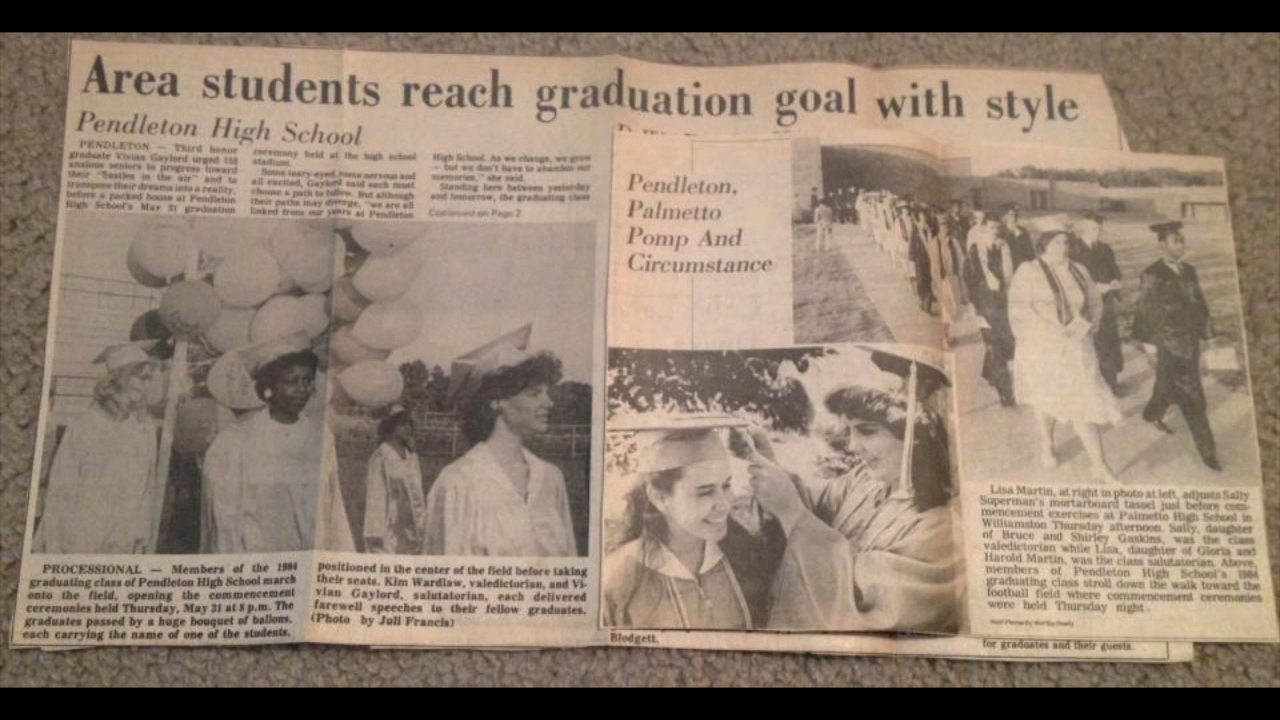 Area students reach graduation goal with style
Pendleton High School
PENDLETON — Third honor
graduate Vivian Gaylord urged 152
anxious seniors to progress toward
their "bastles in the air" and to
transpose their dreams into a reality,
before a packed house at Pendleton
High School's May 31 graduation
ceremony held at the high school
stadium.
Some teary-eyed, some nervous and
all excited, Gaylord said each must
choose a path to follow. But although
their paths may diverge, "we are all
linked from our years at Pendleton
High School. As we change, we grow
— but we don't have to abandon our
memories," she said.
Standing here between yesterday
and tomorrow, the graduating class
Continued on Page 2
PROCESSIONAL — Members of the 1984
graduating class of Pendleton High School march
onto the field, opening the commencement
ceremonies held Thursday, May 31 at 8 p.m. The
graduates passed by a huge bouquet of ballons,
each carrying the name of one of the students,
positioned in the center of the field before taking
their seats. Kim Wardlaw, valedictorian, and Vi-
vian Gaylord, salutatorian, each delivered
farewell speeches to their fellow graduates.
(Photo by Juli Francis)
Pendleton,
Palmetto
Pomp And
Circumstance
Lisa Martin, at right in photo at left, adjusts Sally
Superman's mortarboard tassel just before com-
mencement exercises at Palmetto High School in
Williamston Thursday afternoon. Sally, daughter
of Bruce and Shirley Gaskins, was the class
valedictorian while Lisa, daughter of Gloria and
Harold Martin, was the class salutatorian. Above,
members of Pendleton High School's 1984
graduating class stroll down the walk toward the
football field where commencement ceremonies
were held Thursday night.
Blodgett.
for graduates and their guests.